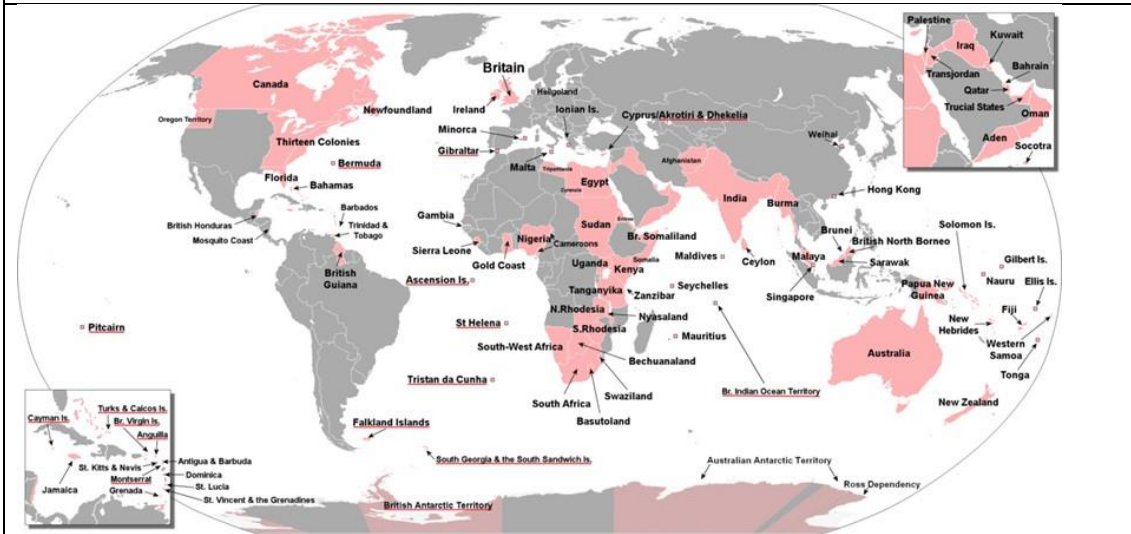 Canada
Newfoundland
Oregon Territory
Thirteen Colonies
Bermuda
Florida
Bahamas
British Honduras
Mosquito Coast
Barbados
Trinidad &
Tobago
British
Guiana
Pitcairn
Britain
Ireland
Heligoland
Ionian Is.
Minorca
Gibraltar
Malta
Cyprus/Akrotiri & Dhekelia
Tripolitania
Cyrenaica
Egypt
Sudan
Eritrea
Gambia
Sierra Leone
Gold Coast
Nigeria
Cameroons
Br. Somaliland
Somalia
Uganda
Kenya
Tanganyika
Zanzibar
N.Rhodesia
Nyasaland
S.Rhodesia
South-West Africa
Bechuanaland
Swaziland
South Africa
Basutoland
Ascension Is.
St Helena
Tristan da Cunha
Falkland Islands
South Georgia & the South Sandwich Is.
British Antarctic Territory
Afghanistan
India
Burma
Ceylon
Maldives
Seychelles
Mauritius
Br. Indian Ocean Territory
Weihai
Hong Kong
Malaya
Singapore
Brunei
British North Borneo
Sarawak
Solomon Is.
Papua New
Guinea
Gilbert Is.
Nauru
Ellis Is.
Fiji
New
Hebrides
Western
Samoa
Tonga
Australia
New Zealand
Australian Antarctic Territory
Ross Dependency
Palestine
Iraq
Kuwait
Transjordan
Bahrain
Qatar
Trucial States
Oman
Aden
Socotra
Cayman Is.
Turks & Calcos Is.
Br. Virgin Is.
Anguilla
St. Kitts & Nevis
Antigua & Barbuda
Montserrat
Dominica
Jamaica
Grenada
St. Lucia
St. Vincent & the Grenadines